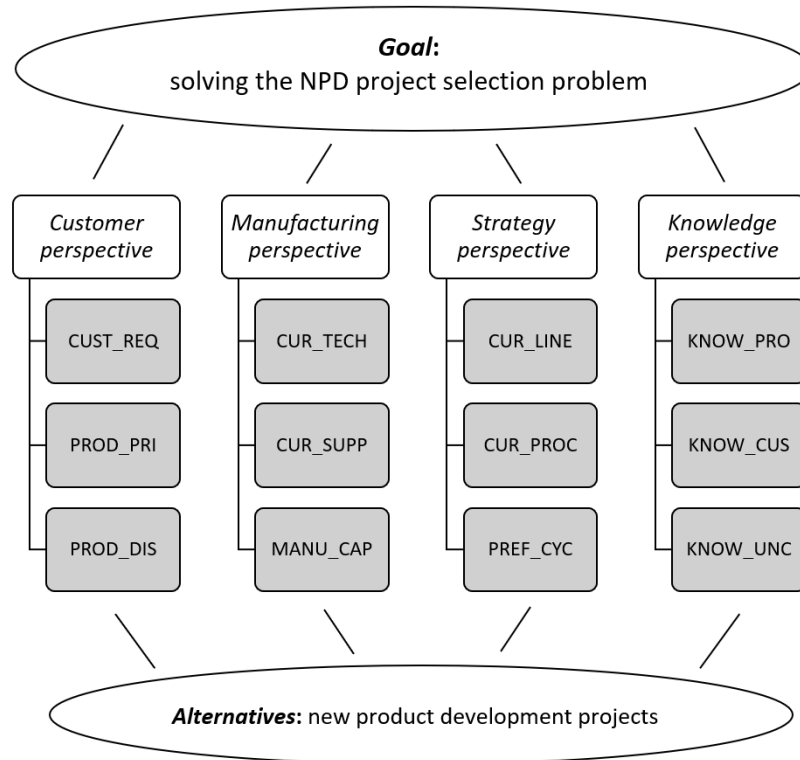 Goal:
solving the NPD project selection problem
Customer
perspective
Manufacturing
perspective
Strategy
perspective
Knowledge
perspective
CUST_REQ
CUR_TECH
CUR_LINE
KNOW_PRO
PROD_PRI
CUR_SUPP
CUR_PROC
KNOW_CUS
PROD_DIS
MANU_CAP
PREF_CYC
KNOW_UNC
Alternatives: new product development projects